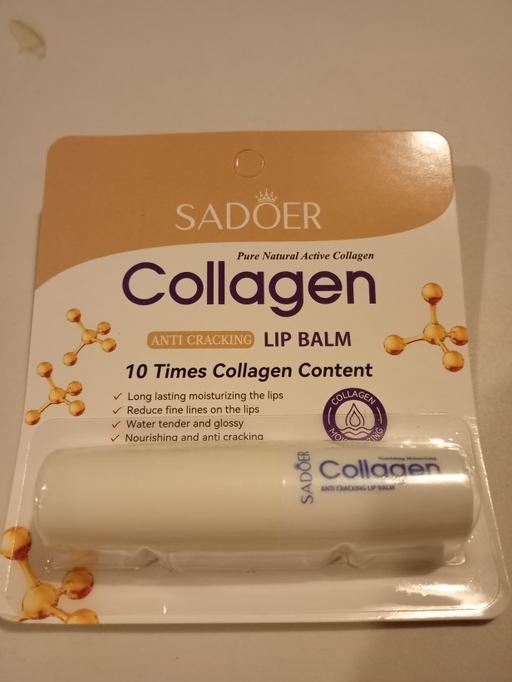 SADOER
Pure Natural Active Collagen
Collagen
ANTI CRACKING LIP BALM
10 Times Collagen Content
Long lasting moisturizing the lips
Reduce fine lines on the lips
Water tender and glossy
Nourishing and anti cracking
COLLAGEN
SADOER
Nourishing Moisturizing
Collagen
ANTI CRACKING LIP BALM